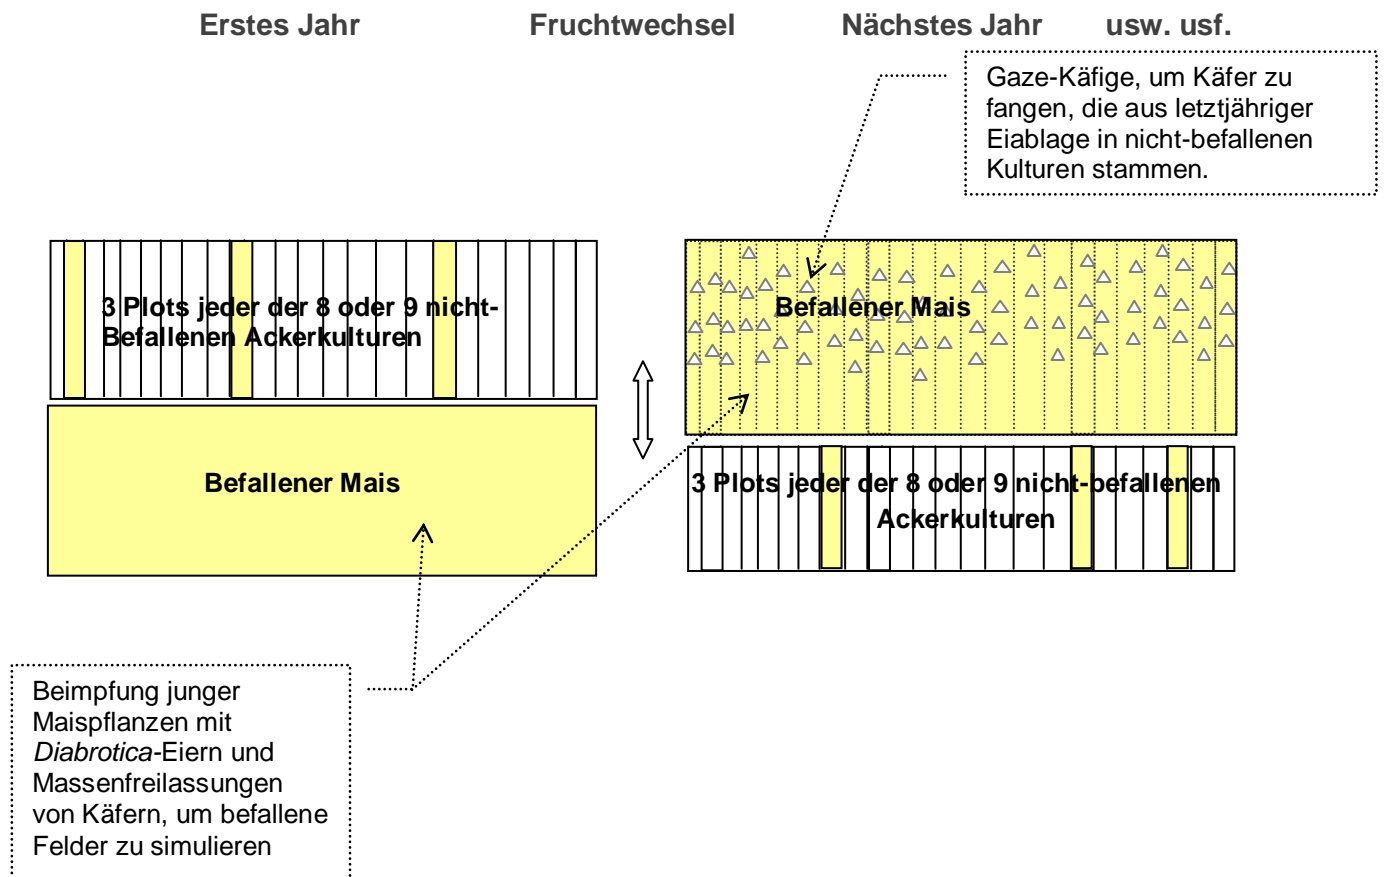 Erstes Jahr Fruchtwechsel Nächstes Jahr usw. usf.
Gaze-Käfige, um Käfer zu
fangen, die aus letztjähriger
Eiablage in nicht-befallenen
Kulturen stammen.
3 Plots jeder der 8 oder 9 nicht-
Befallenen Ackerkulturen
Befallener Mais
Befallener Mais
3 Plots jeder der 8 oder 9 nicht-befallenen
Ackerkulturen
Beimpfung junger
Maispflanzen mit
Diabrotica-Eiern und
Massenfreilassungen
von Käfern, um befallene
Felder zu simulieren